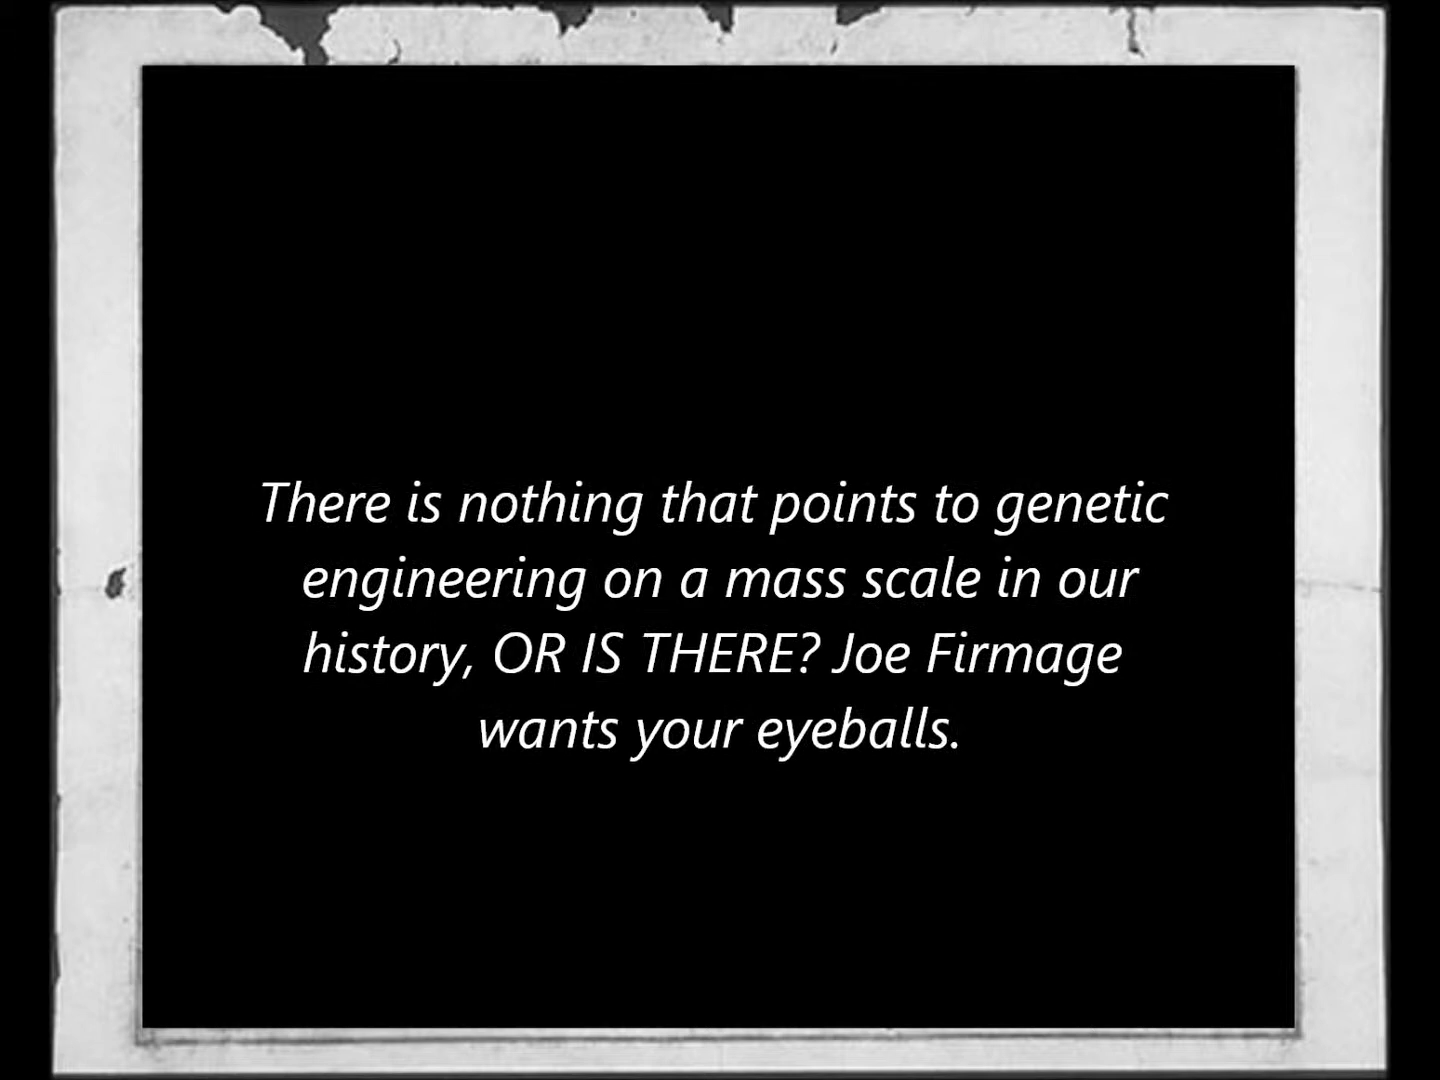 There is nothing that points to genetic
engineering on a mass scale in our
history, OR IS THERE? Joe Firmage
wants your eyeballs.